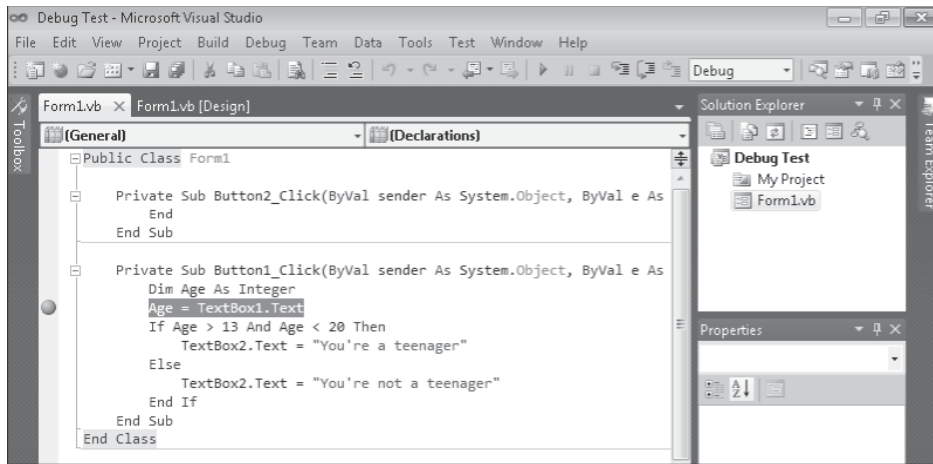 Debug Test - Microsoft Visual Studio
File Edit View Project Build Debug Team Data Tools Test Window Help
Debug
Form1.vb Form1.vb [Design]
Solution Explorer
Toolbox
Team Explorer
(General) (Declarations)
Debug Test
My Project
Form1.vb
Public Class Form1
Private Sub Button2_Click(ByVal sender As System.Object, ByVal e As
End
End Sub
Private Sub Button1_Click(ByVal sender As System.Object, ByVal e As
Dim Age As Integer
Age = TextBox1.Text
If Age > 13 And Age < 20 Then
TextBox2.Text = "You're a teenager"
Else
TextBox2.Text = "You're not a teenager"
End If
End Sub
End Class
Properties